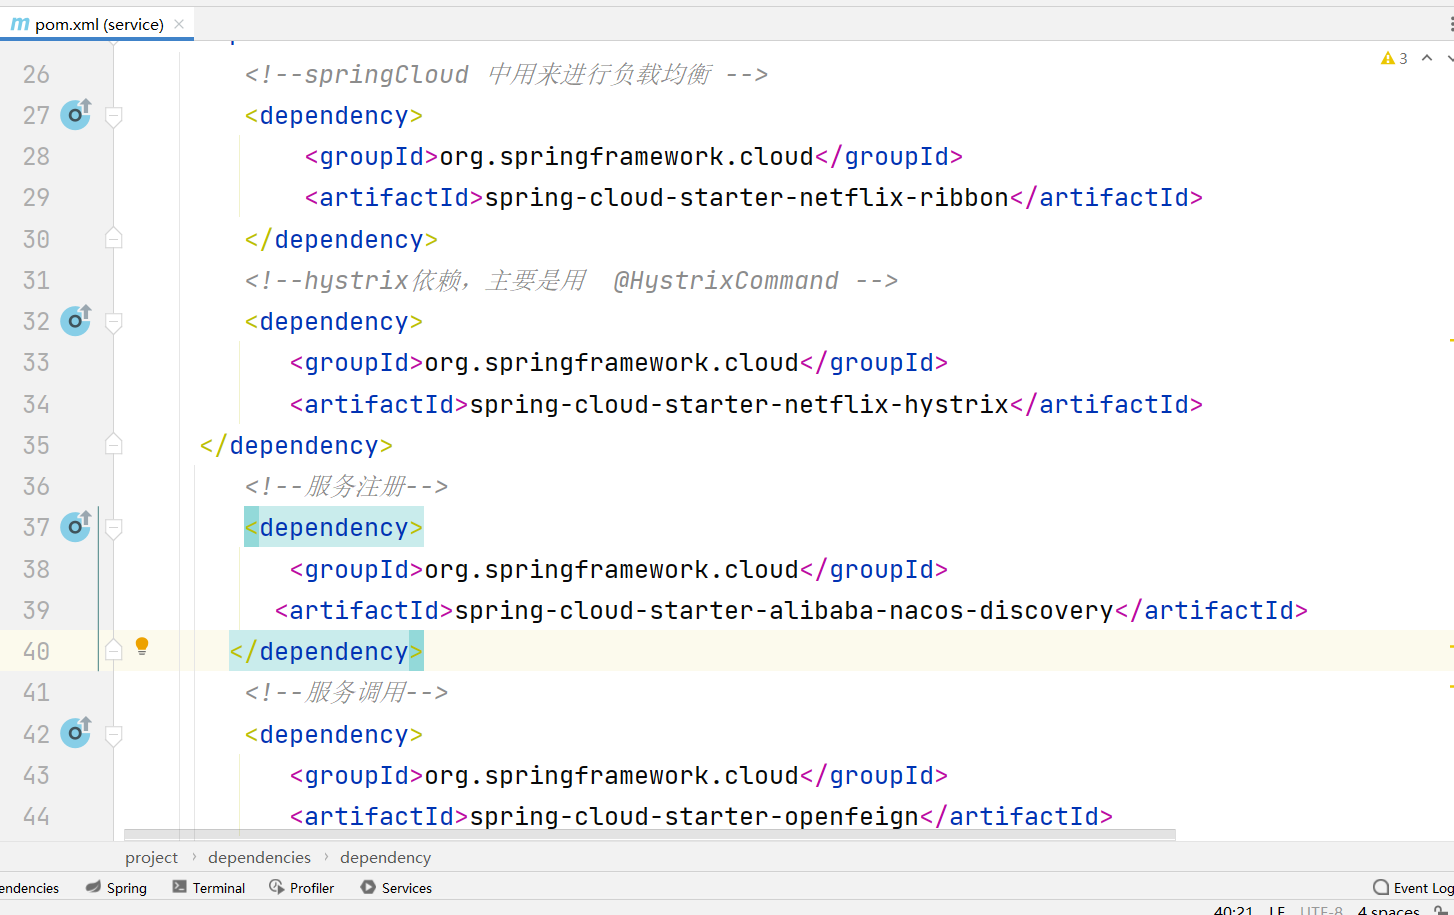 pom.xml (service)
3
26 <!--springCloud 中用来进行负载均衡 -->
27 <dependency>
28 <groupId>org.springframework.cloud</groupId>
29 <artifactId>spring-cloud-starter-netflix-ribbon</artifactId>
30 </dependency>
31 <!--hystrix依赖，主要是用 @HystrixCommand -->
32 <dependency>
33 <groupId>org.springframework.cloud</groupId>
34 <artifactId>spring-cloud-starter-netflix-hystrix</artifactId>
35 </dependency>
36 <!--服务注册-->
37 <dependency>
38 <groupId>org.springframework.cloud</groupId>
39 <artifactId>spring-cloud-starter-alibaba-nacos-discovery</artifactId>
40 </dependency>
41 <!--服务调用-->
42 <dependency>
43 <groupId>org.springframework.cloud</groupId>
44 <artifactId>spring-cloud-starter-openfeign</artifactId>
project › dependencies › dependency
endencies Spring Terminal Profiler Services Event Log
40:21 LF UTF-8 4 spaces